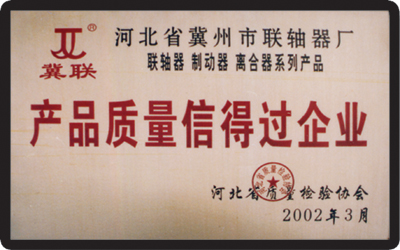 ®
冀联
河北省冀州市联轴器厂
联轴器 制动器 离合器系列产品
产品质量信得过企业
河北省质量检验协会
2002年3月